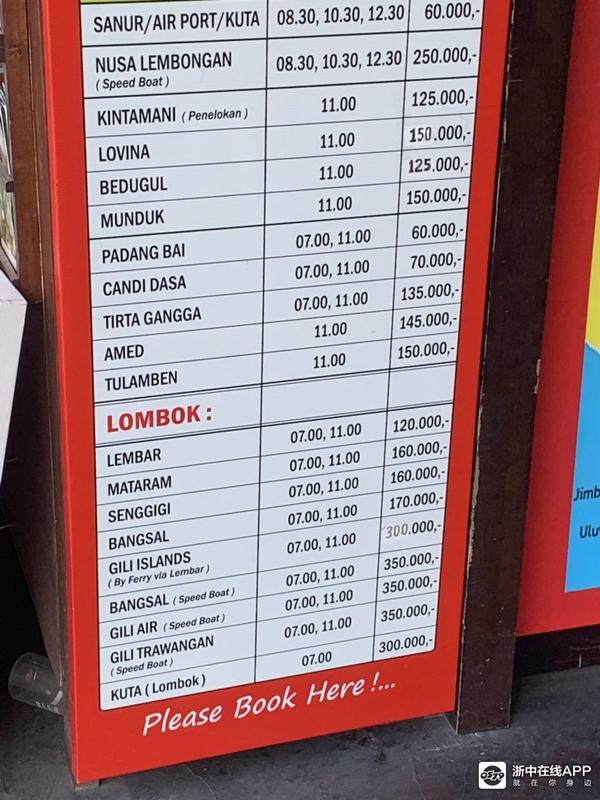 SANUR/AIR PORT/KUTA 08.30, 10.30, 12.30 60.000,-
NUSA LEMBONGAN 08.30, 10.30, 12.30 250.000,-
( Speed Boat )
KINTAMANI ( Penelokan ) 11.00 125.000,-
LOVINA 11.00 150.000,-
BEDUGUL 11.00 125.000,-
MUNDUK 11.00 150.000,-
PADANG BAI 07.00, 11.00 60.000,-
CANDI DASA 07.00, 11.00 70.000,-
TIRTA GANGGA 07.00, 11.00 135.000,-
AMED 11.00 145.000,-
TULAMBEN 11.00 150.000,-
LOMBOK :
LEMBAR 07.00, 11.00 120.000,-
MATARAM 07.00, 11.00 160.000,-
SENGGIGI 07.00, 11.00 160.000,-
BANGSAL 07.00, 11.00 170.000,-
GILI ISLANDS 07.00, 11.00 300.000,-
( By Ferry via Lembar )
BANGSAL ( Speed Boat ) 07.00, 11.00 350.000,-
GILI AIR ( Speed Boat ) 07.00, 11.00 350.000,-
GILI TRAWANGAN 07.00, 11.00 350.000,-
( Speed Boat )
KUTA ( Lombok ) 07.00 300.000,-
Please Book Here !...
Jimb
Ulu
浙中在线APP
就在你身边